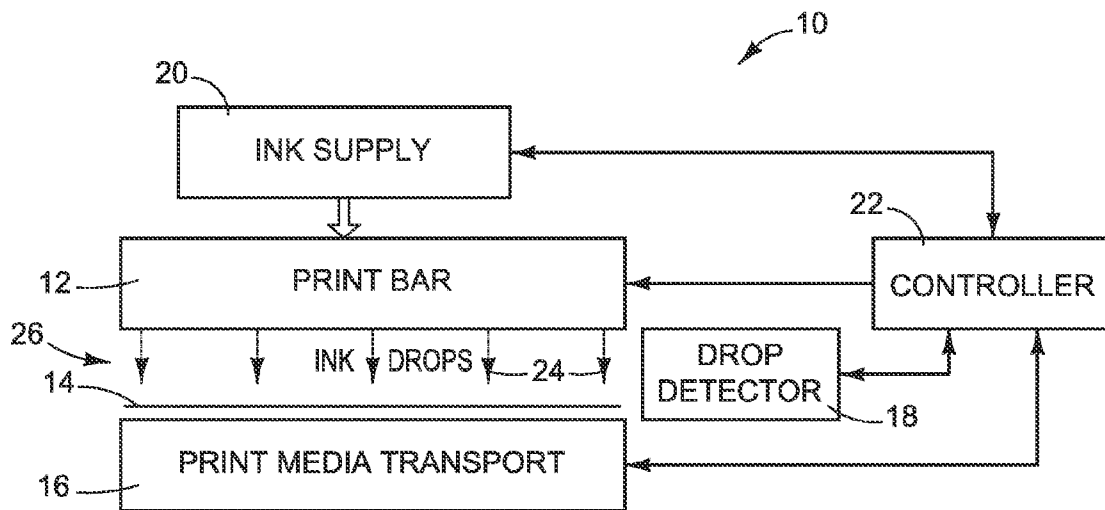 10
20
INK SUPPLY
22
12
PRINT BAR
CONTROLLER
26
INK DROPS
24
DROP
DETECTOR
14
18
PRINT MEDIA TRANSPORT
16